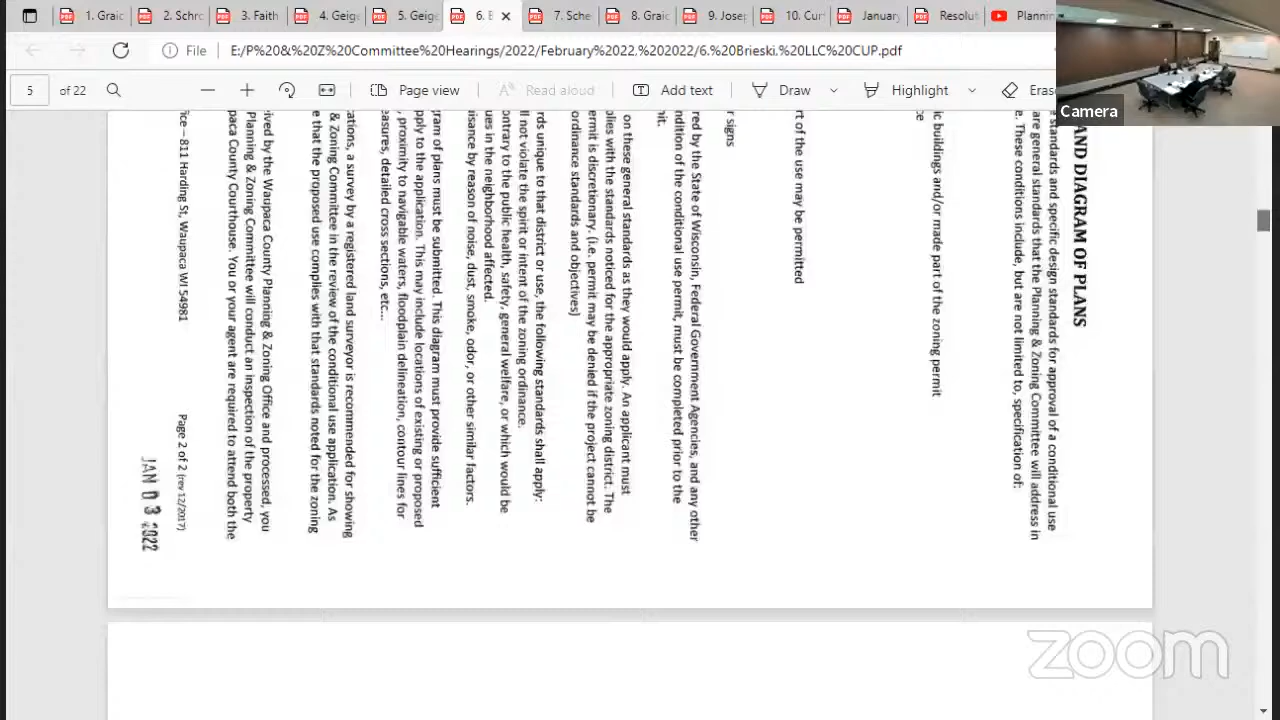 1. Graic
2. Schro
3. Faith
4. Geige
5. Geige
6. B
7. Sche
8. Graic
9. Josep
10. Cur
January
Resolut
Plannin
File
E:/P%20&%20Z%20Committee%20Hearings/2022/February%2022,%202022/6.%20Brieski.%20LLC%20CUP.pdf
5 of 22
Page view
Read aloud
Add text
Draw
Highlight
Eras
Camera
AND DIAGRAM OF PLANS
standards and specific design standards for approval of a conditional use
are general standards that the Planning & Zoning Committee will address in
e. These conditions include, but are not limited to, specification of:
ic buildings and/or made part of the zoning permit
ce
rt of the use may be permitted
r signs
red by the State of Wisconsin, Federal Government Agencies, and any other
ndition of the conditional use permit, must be completed prior to the
nit.
on these general standards as they would apply. An applicant must
plies with the standards noticed for the appropriate zoning district. The
ermit is discretionary. (i.e. permit may be denied if the project cannot be
ordinance standards and objectives)
rds unique to that district or use, the following standards shall apply:
ll not violate the spirit or intent of the zoning ordinance.
ontrary to the public health, safety, general welfare, or which would be
ues in the neighborhood affected.
isance by reason of noise, dust, smoke, odor, or other similar factors.
gram of plans must be submitted. This diagram must provide sufficient
pply to the application. This may include locations of existing or proposed
, proximity to navigable waters, floodplain delineation, contour lines for
easures, detailed cross sections, etc...
ations, a survey by a registered land surveyor is recommended for showing
& Zoning Committee in the review of the conditional use application. As
e that the proposed use complies with that standards noted for the zoning
ived by the Waupaca County Planning & Zoning Office and processed, you
Planning & Zoning Committee will conduct an inspection of the property
paca County Courthouse. You or your agent are required to attend both the
ice – 811 Harding St, Waupaca WI 54981
Page 2 of 2 (rev 12/2017)
JAN 03 2022
zoom